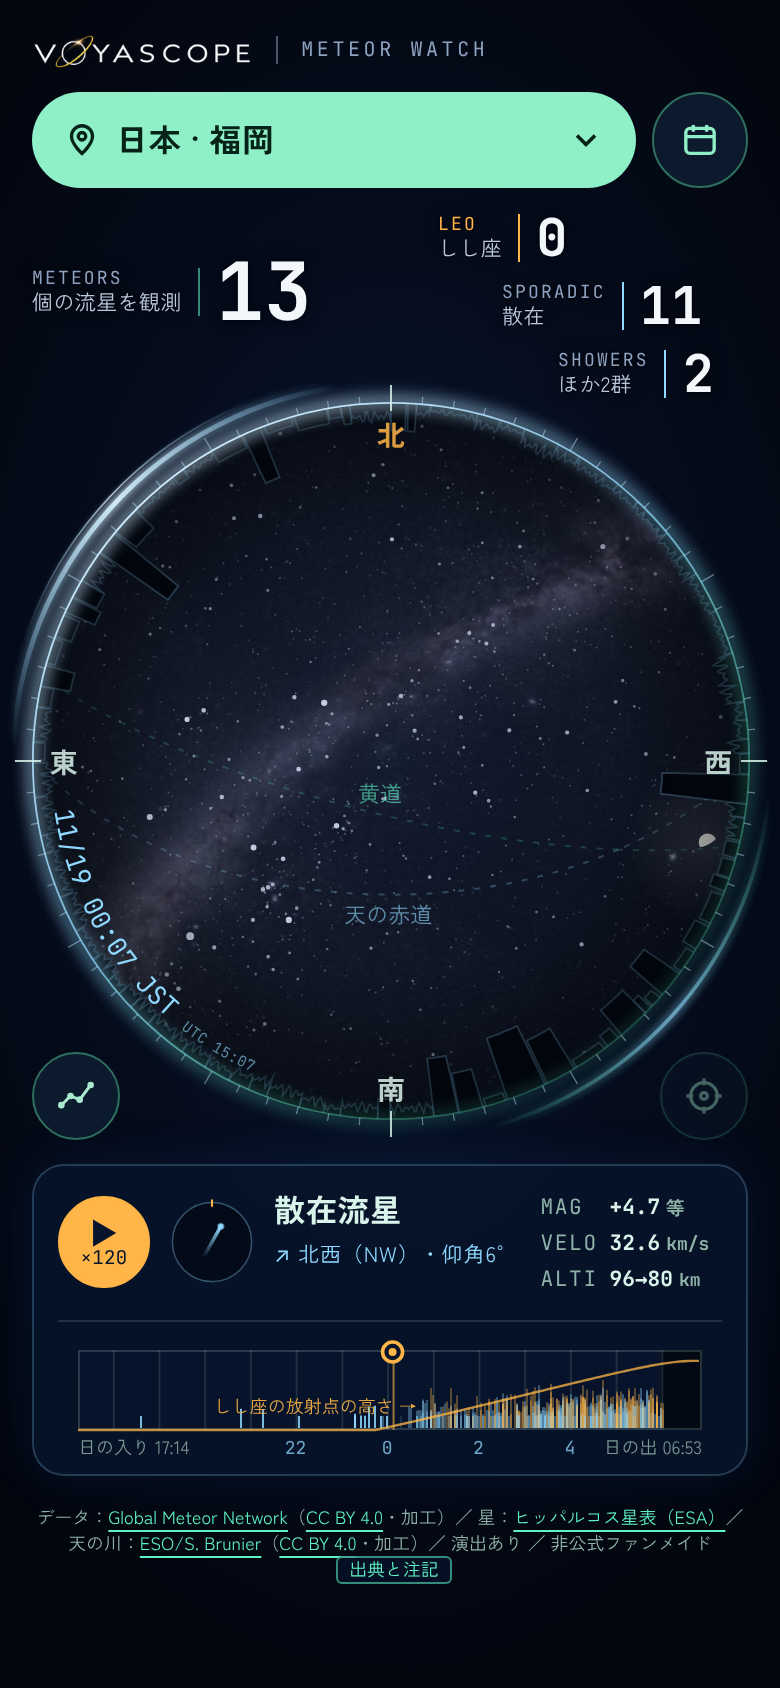 VOYASCOPE METEOR WATCH
日本・福岡
LEO
しし座 0
METEORS
個の流星を観測 13
SPORADIC
散在 11
SHOWERS
ほか2群 2
北
東
西
黄道
天の赤道
11/19 00:07 JST UTC 15:07
南
×120
散在流星
↗ 北西（NW）・仰角6°
MAG +4.7 等
VELO 32.6 km/s
ALTI 96→80 km
しし座の放射点の高さ→
日の入り 17:14 22 0 2 4 日の出 06:53
データ：Global Meteor Network（CC BY 4.0・加工）／ 星：ヒッパルコス星表（ESA）／
天の川：ESO/S. Brunier（CC BY 4.0・加工）／ 演出あり ／ 非公式ファンメイド
出典と注記